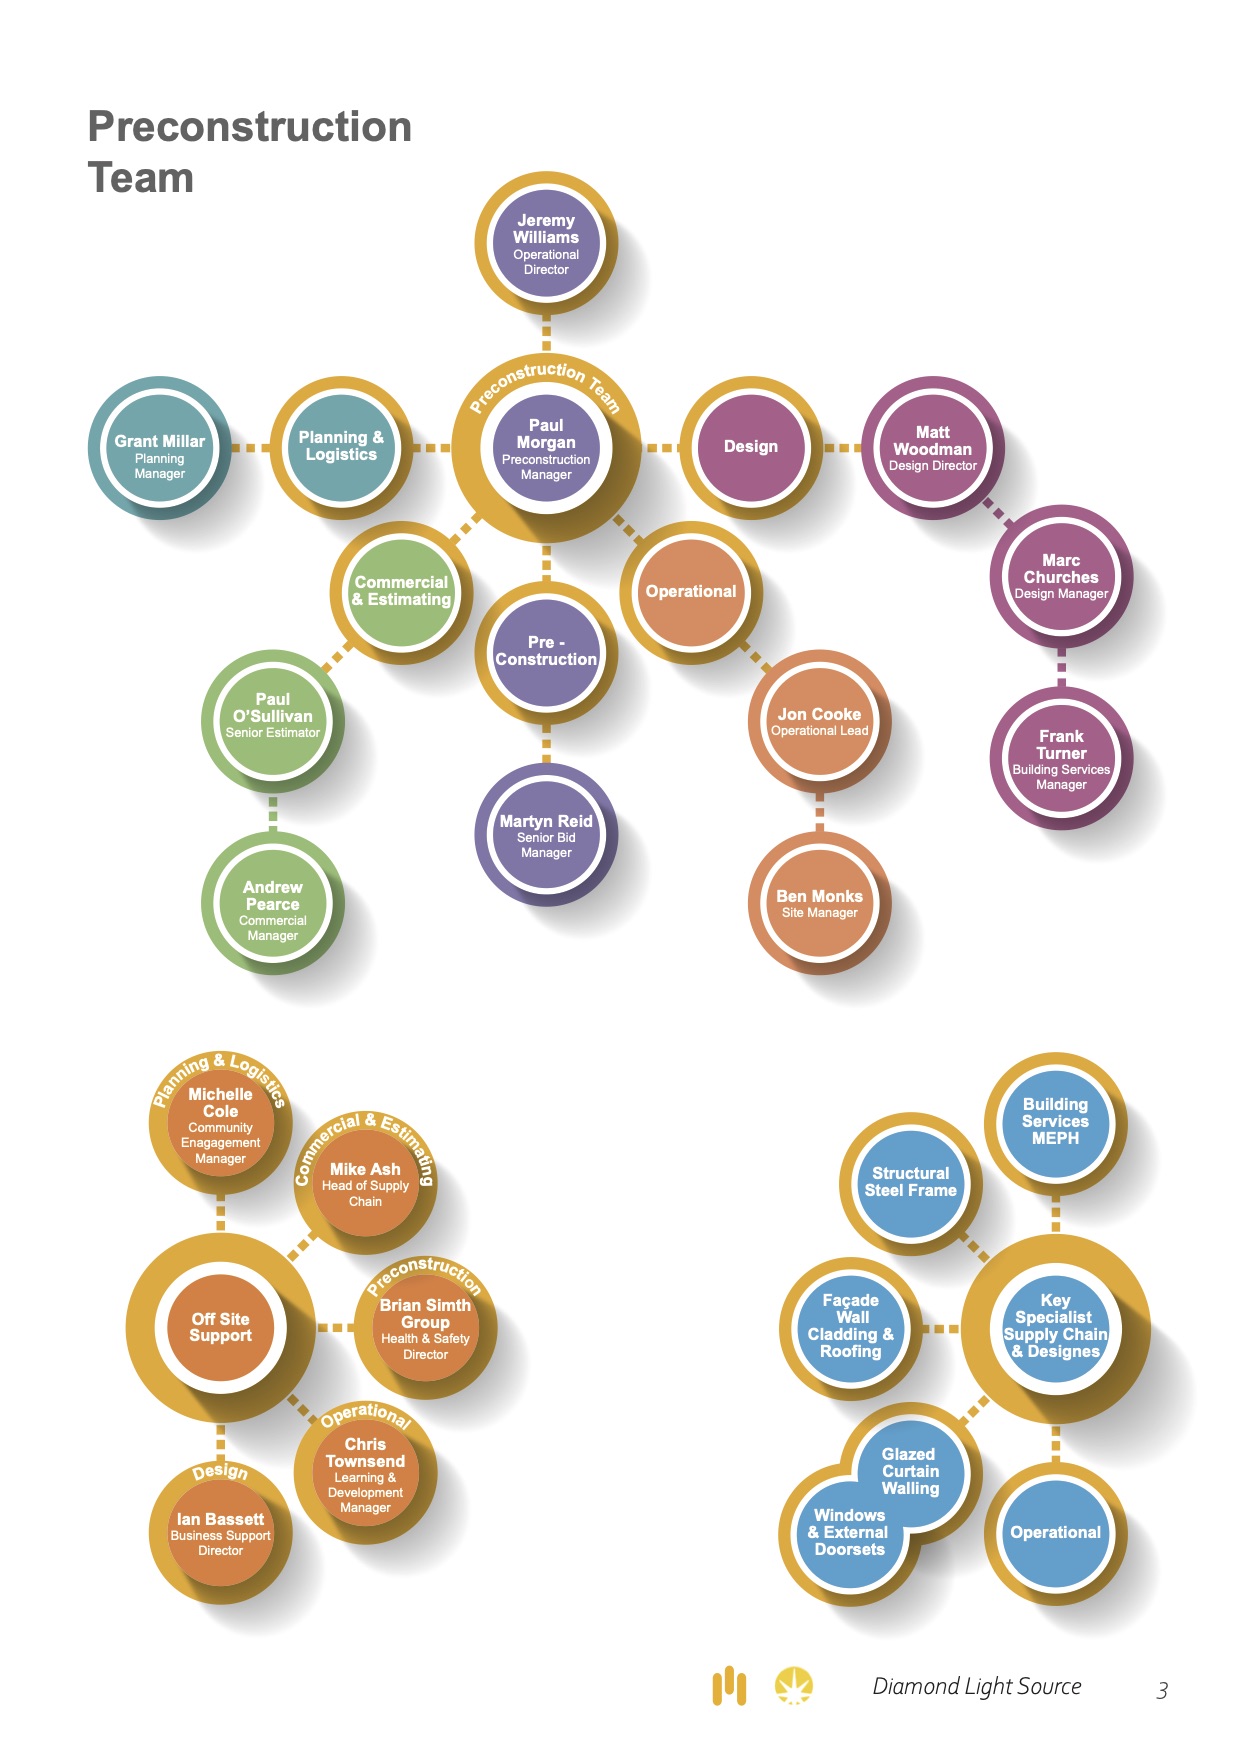 Preconstruction
Team
Jeremy
Williams
Operational
Director
Preconstruction Team
Paul
Morgan
Preconstruction
Manager
Grant Millar
Planning
Manager
Planning &
Logistics
Design
Matt
Woodman
Design Director
Marc
Churches
Design Manager
Frank
Turner
Building Services
Manager
Commercial
& Estimating
Pre -
Construction
Operational
Paul
O'Sullivan
Senior Estimator
Andrew
Pearce
Commercial
Manager
Martyn Reid
Senior Bid
Manager
Jon Cooke
Operational Lead
Ben Monks
Site Manager
Planning & Logistics
Michelle
Cole
Community
Enagagement
Manager
Commercial & Estimating
Mike Ash
Head of Supply
Chain
Preconstruction
Brian Simth
Group
Health & Safety
Director
Off Site
Support
Operational
Chris
Townsend
Learning &
Development
Manager
Design
Ian Bassett
Business Support
Director
Building
Services
MEPH
Structural
Steel Frame
Façade
Wall
Cladding &
Roofing
Key
Specialist
Supply Chain
& Designes
Glazed
Curtain
Walling
Windows
& External
Doorsets
Operational
Diamond Light Source
3